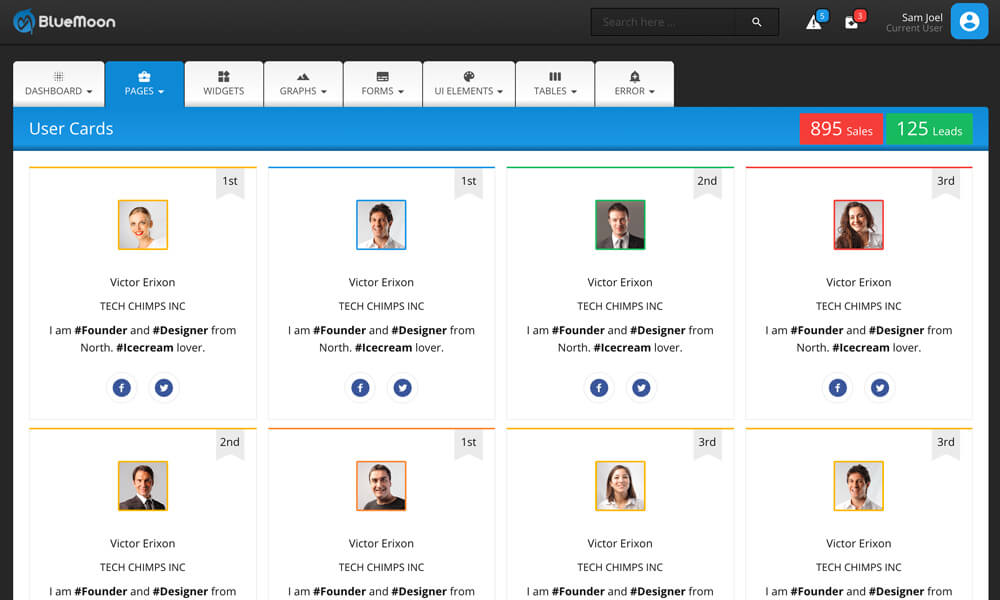 BlueMoon
Search here ...
5
3
Sam Joel
Current User
DASHBOARD
PAGES
WIDGETS
GRAPHS
FORMS
UI ELEMENTS
TABLES
ERROR
User Cards
895 Sales
125 Leads
1st
Victor Erixon
TECH CHIMPS INC
I am #Founder and #Designer from
North. #Icecream lover.
1st
Victor Erixon
TECH CHIMPS INC
I am #Founder and #Designer from
North. #Icecream lover.
2nd
Victor Erixon
TECH CHIMPS INC
I am #Founder and #Designer from
North. #Icecream lover.
3rd
Victor Erixon
TECH CHIMPS INC
I am #Founder and #Designer from
North. #Icecream lover.
2nd
Victor Erixon
TECH CHIMPS INC
I am #Founder and #Designer from
1st
Victor Erixon
TECH CHIMPS INC
I am #Founder and #Designer from
3rd
Victor Erixon
TECH CHIMPS INC
I am #Founder and #Designer from
3rd
Victor Erixon
TECH CHIMPS INC
I am #Founder and #Designer from